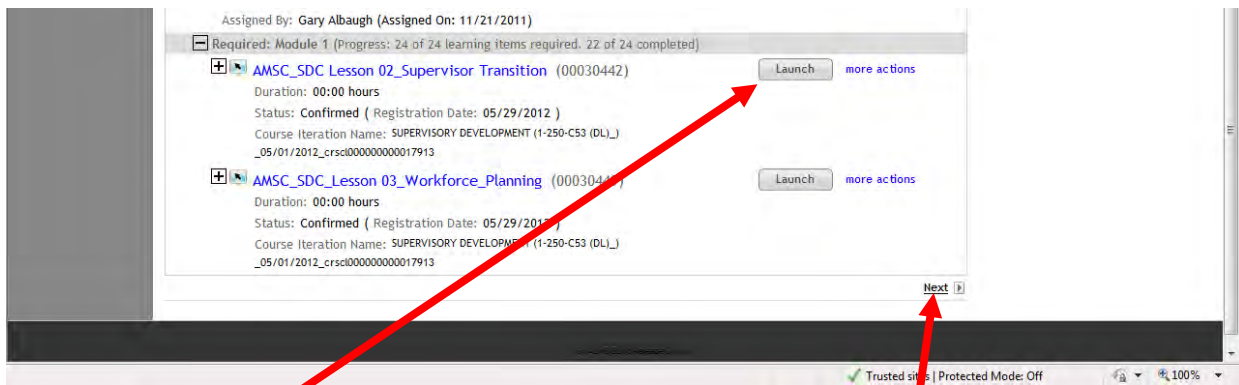 Assigned By: Gary Albaugh (Assigned On: 11/21/2011)
Required: Module 1 (Progress: 24 of 24 learning items required. 22 of 24 completed)
AMSC_SDC Lesson 02_Supervisor Transition (00030442) Launch more actions
Duration: 00:00 hours
Status: Confirmed ( Registration Date: 05/29/2012 )
Course Iteration Name: SUPERVISORY DEVELOPMENT (1-250-C53 (DL)_)
_05/01/2012_crscl000000000017913
AMSC_SDC_Lesson 03_Workforce_Planning Launch more actions
Duration: 00:00 hours
Status: Confirmed ( Registration Date: )
Course Iteration Name: SUPERVISORY DEVELOPMENT (1-250-C53 (DL)_)
_05/01/2012_crscl000000000017913
Next
Trusted sites | Protected Mode: Off 100%